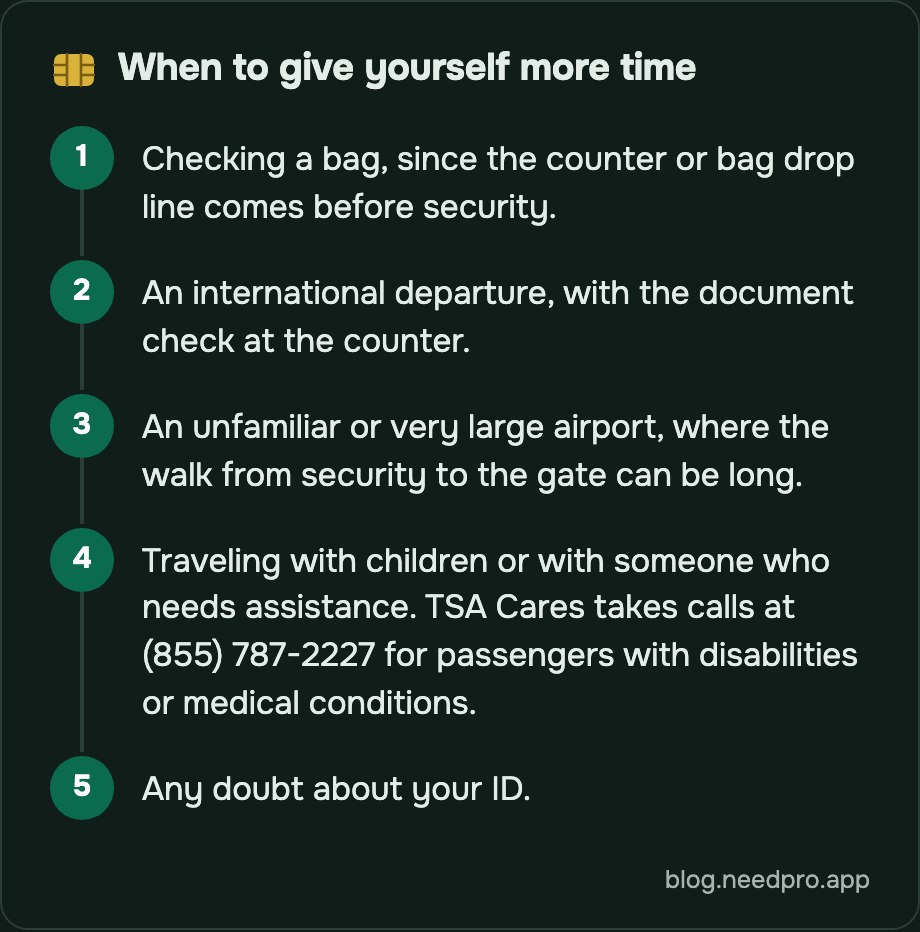 When to give yourself more time
1
Checking a bag, since the counter or bag drop
line comes before security.
2
An international departure, with the document
check at the counter.
3
An unfamiliar or very large airport, where the
walk from security to the gate can be long.
4
Traveling with children or with someone who
needs assistance. TSA Cares takes calls at
(855) 787-2227 for passengers with disabilities
or medical conditions.
5
Any doubt about your ID.
blog.needpro.app